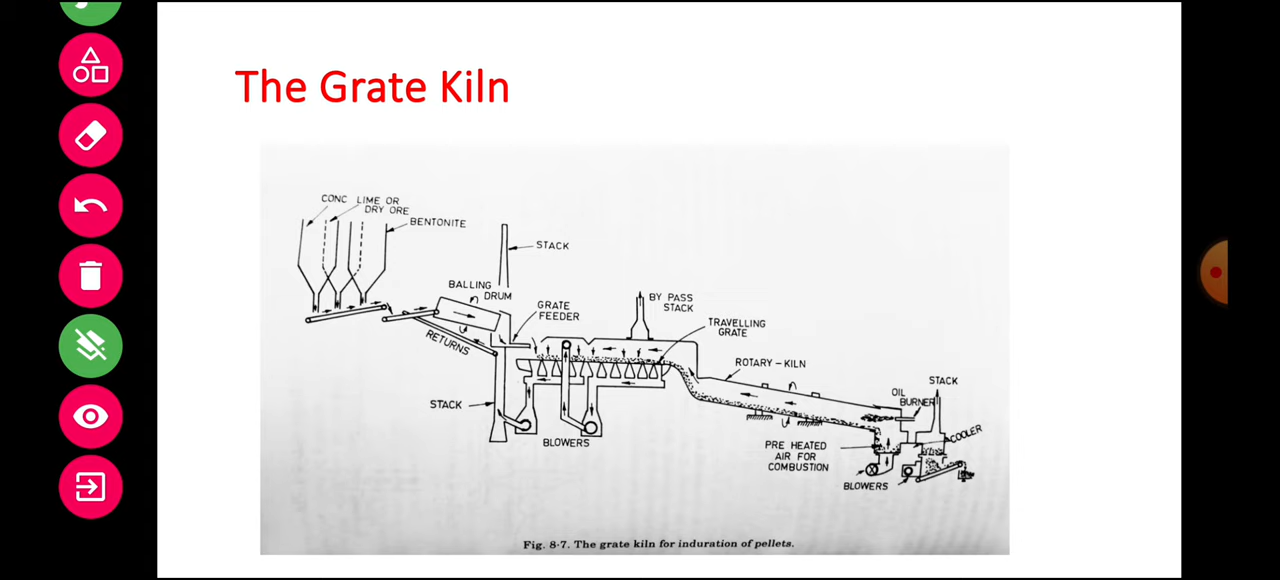 The Grate Kiln
CONC
LIME OR
DRY ORE
BENTONITE
STACK
BALLING
DRUM
GRATE
FEEDER
BY PASS
STACK
TRAVELLING
GRATE
RETURNS
ROTARY-KILN
STACK
OIL
BURNER
STACK
BLOWERS
PRE HEATED
AIR FOR
COMBUSTION
COOLER
BLOWERS
Fig. 8·7. The grate kiln for induration of pellets.